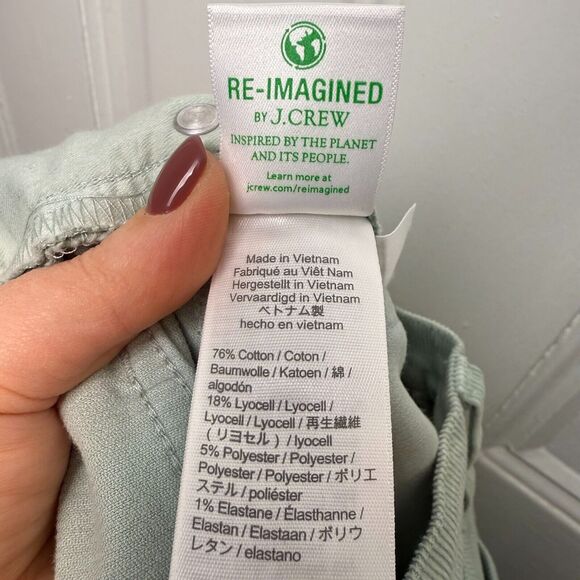 RE-IMAGINED
BY J.CREW
INSPIRED BY THE PLANET
AND ITS PEOPLE.
Learn more at
jcrew.com/reimagined
Made in Vietnam
Fabriqué au Viêt Nam
Hergestellt in Vietnam
Vervaardigd in Vietnam
ベトナム製
hecho en vietnam
76% Cotton / Coton /
Baumwolle / Katoen / 綿 /
algodón
18% Lyocell / Lyocell /
Lyocell / Lyocell / 再生繊維
( リヨセル ) / lyocell
5% Polyester / Polyester /
Polyester / Polyester / ポリエ
ステル / poliéster
1% Elastane / Élasthanne /
Elastan / Elastaan / ポリウ
レタン / elastano